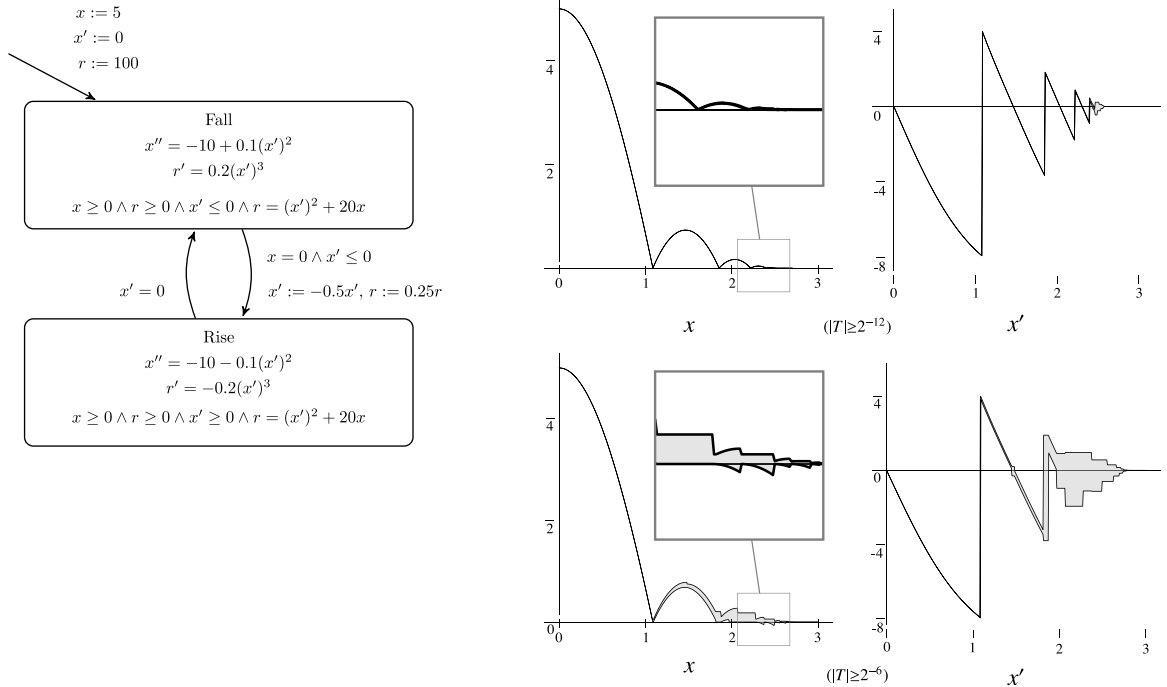 x := 5
x′ := 0
r := 100
Fall
x′′ = −10 + 0.1(x′)²
r′ = 0.2(x′)³
x ≥ 0 ∧ r ≥ 0 ∧ x′ ≤ 0 ∧ r = (x′)² + 20x
x = 0 ∧ x′ ≤ 0
x′ = 0
x′ := −0.5x′, r := 0.25r
Rise
x′′ = −10 − 0.1(x′)²
r′ = −0.2(x′)³
x ≥ 0 ∧ r ≥ 0 ∧ x′ ≥ 0 ∧ r = (x′)² + 20x
4
2
0
0 1 2 3
x
(|T|≥2⁻¹²)
4
0
-4
-8
0 1 2 3
x′
4
2
0
0 1 2 3
x
(|T|≥2⁻⁶)
4
0
-4
-8
0 1 2 3
x′